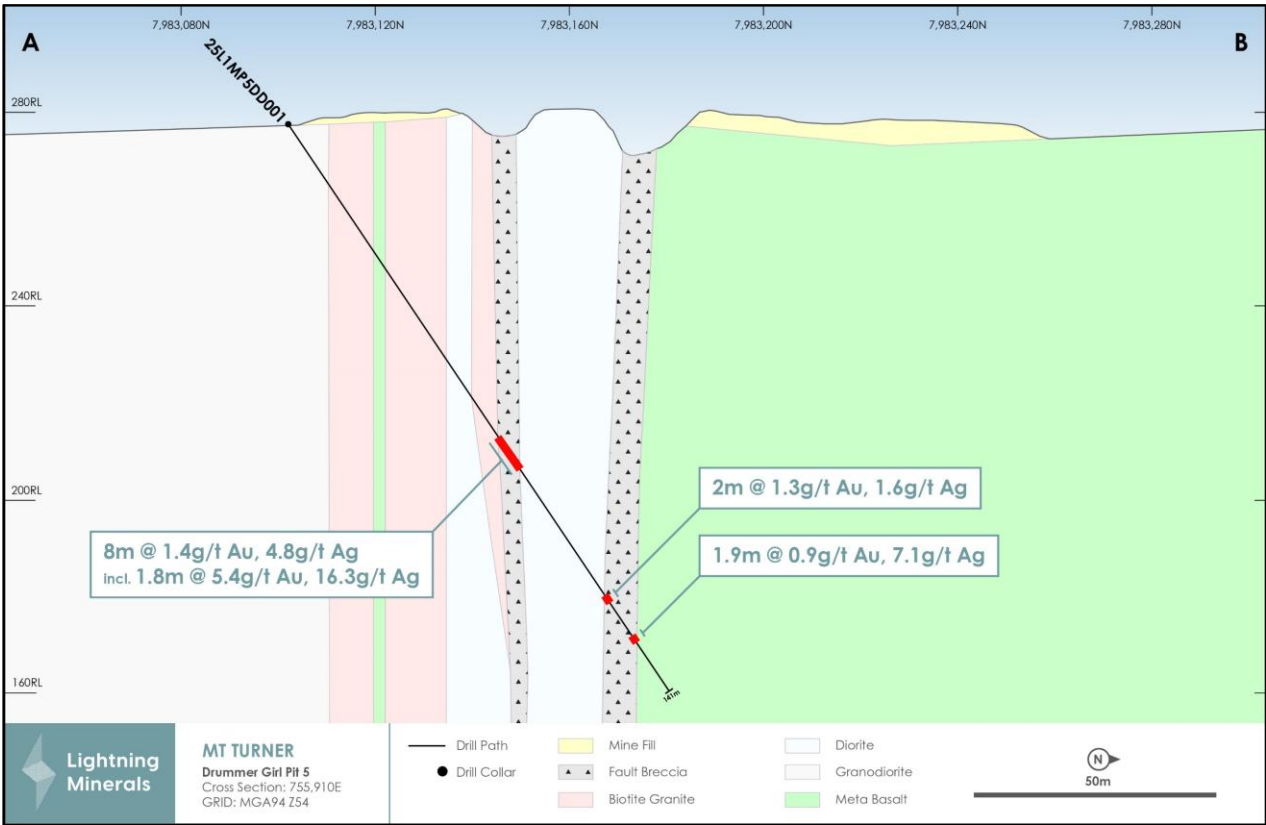 7,983,080N
7,983,120N
7,983,160N
7,983,200N
7,983,240N
7,983,280N
A
B
25L1MP5DD001
280RL
240RL
200RL
160RL
2m @ 1.3g/t Au, 1.6g/t Ag
8m @ 1.4g/t Au, 4.8g/t Ag
incl. 1.8m @ 5.4g/t Au, 16.3g/t Ag
1.9m @ 0.9g/t Au, 7.1g/t Ag
141m
Lightning
Minerals
MT TURNER
Drummer Girl Pit 5
Cross Section: 755,910E
GRID: MGA94 Z54
Drill Path
Drill Collar
Mine Fill
Fault Breccia
Biotite Granite
Diorite
Granodiorite
Meta Basalt
N
50m